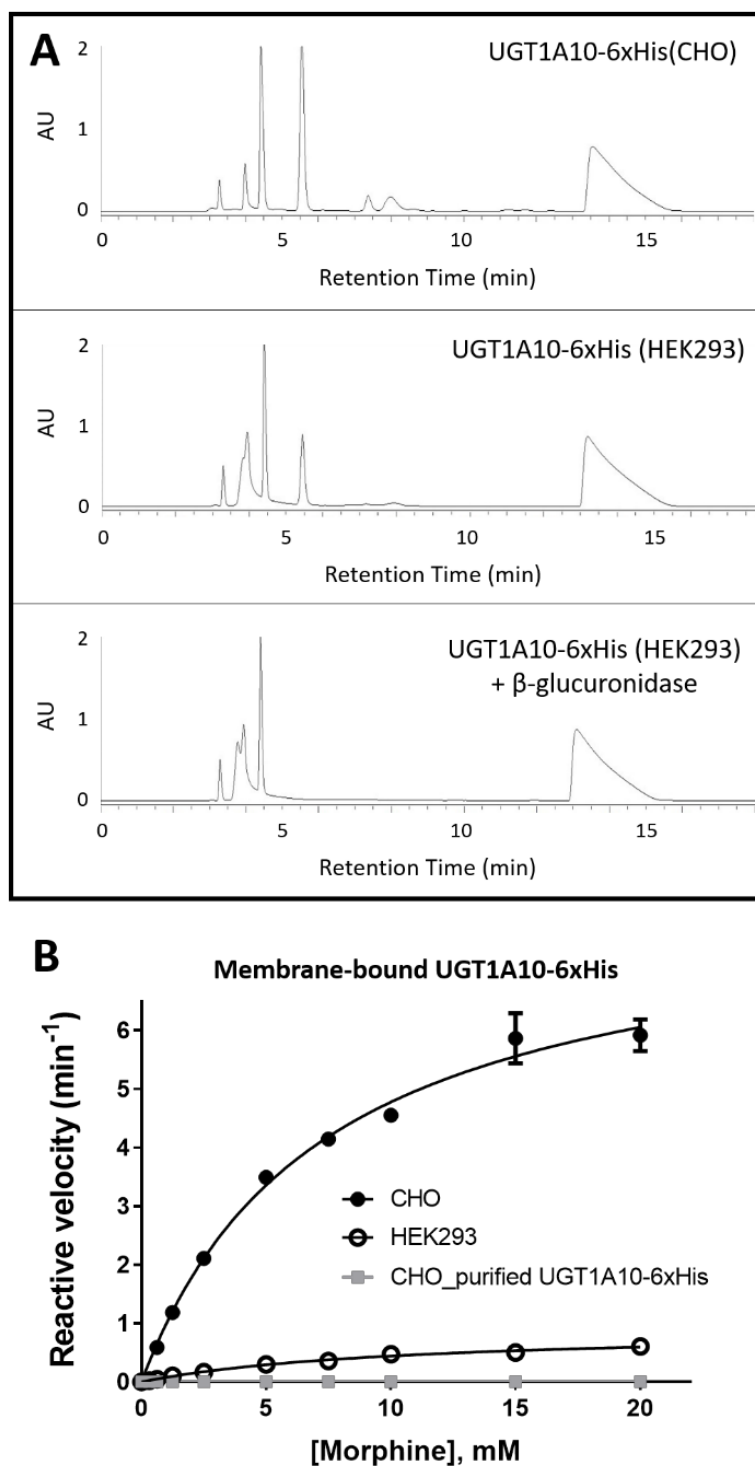 A
UGT1A10-6xHis(CHO)
2
AU
1
0
0 5 10 15
Retention Time (min)
UGT1A10-6xHis (HEK293)
2
AU
1
0
0 5 10 15
Retention Time (min)
UGT1A10-6xHis (HEK293)
+ β-glucuronidase
2
AU
1
0
0 5 10 15
Retention Time (min)
B
Membrane-bound UGT1A10-6xHis
Reactive velocity (min⁻¹)
6
5
4
3
2
1
0
CHO
HEK293
CHO_purified UGT1A10-6xHis
0 5 10 15 20
[Morphine], mM